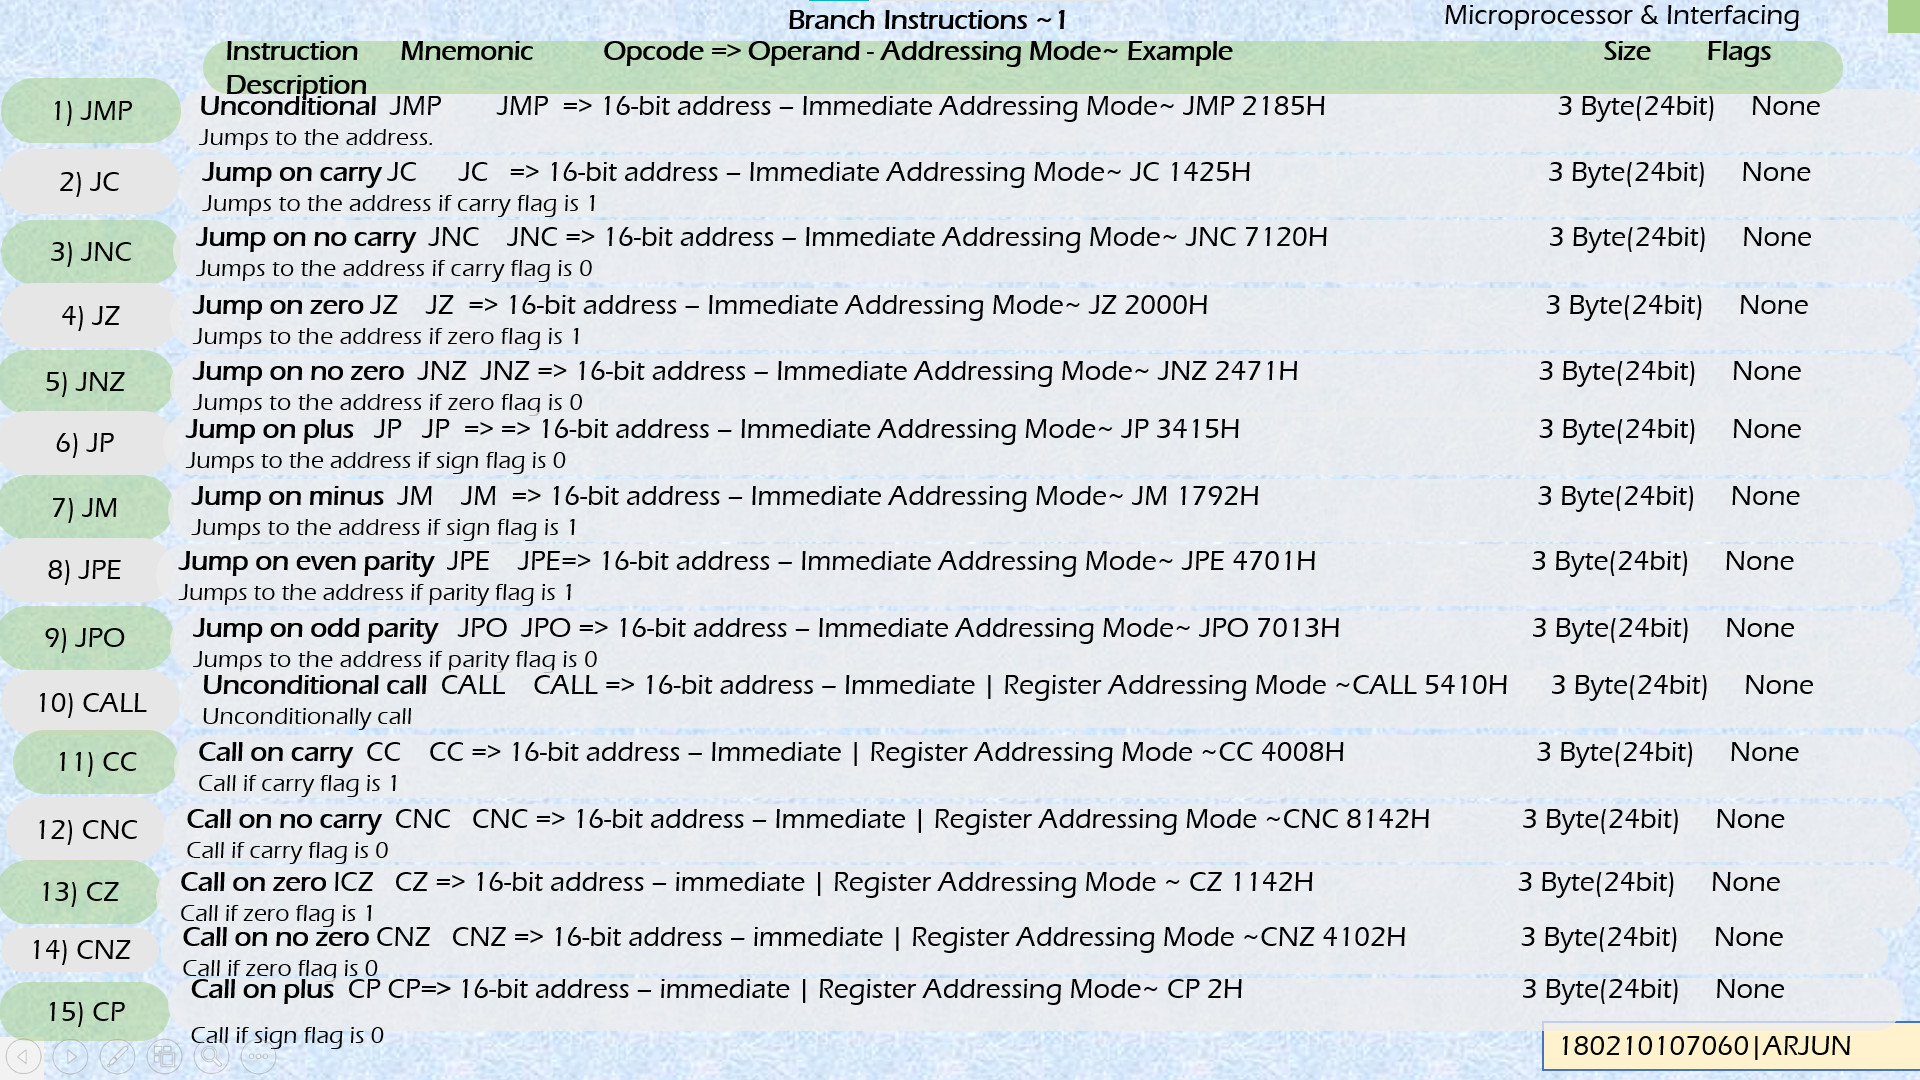 Branch Instructions ~1
Microprocessor & Interfacing
Instruction Mnemonic Opcode => Operand - Addressing Mode~ Example Size Flags
Description
1) JMP
Unconditional JMP JMP => 16-bit address – Immediate Addressing Mode~ JMP 2185H 3 Byte(24bit) None
Jumps to the address.
2) JC
Jump on carry JC JC => 16-bit address – Immediate Addressing Mode~ JC 1425H 3 Byte(24bit) None
Jumps to the address if carry flag is 1
3) JNC
Jump on no carry JNC JNC => 16-bit address – Immediate Addressing Mode~ JNC 7120H 3 Byte(24bit) None
Jumps to the address if carry flag is 0
4) JZ
Jump on zero JZ JZ => 16-bit address – Immediate Addressing Mode~ JZ 2000H 3 Byte(24bit) None
Jumps to the address if zero flag is 1
5) JNZ
Jump on no zero JNZ JNZ => 16-bit address – Immediate Addressing Mode~ JNZ 2471H 3 Byte(24bit) None
Jumps to the address if zero flag is 0
6) JP
Jump on plus JP JP => => 16-bit address – Immediate Addressing Mode~ JP 3415H 3 Byte(24bit) None
Jumps to the address if sign flag is 0
7) JM
Jump on minus JM JM => 16-bit address – Immediate Addressing Mode~ JM 1792H 3 Byte(24bit) None
Jumps to the address if sign flag is 1
8) JPE
Jump on even parity JPE JPE=> 16-bit address – Immediate Addressing Mode~ JPE 4701H 3 Byte(24bit) None
Jumps to the address if parity flag is 1
9) JPO
Jump on odd parity JPO JPO => 16-bit address – Immediate Addressing Mode~ JPO 7013H 3 Byte(24bit) None
Jumps to the address if parity flag is 0
10) CALL
Unconditional call CALL CALL => 16-bit address – Immediate | Register Addressing Mode ~CALL 5410H 3 Byte(24bit) None
Unconditionally call
11) CC
Call on carry CC CC => 16-bit address – Immediate | Register Addressing Mode ~CC 4008H 3 Byte(24bit) None
Call if carry flag is 1
12) CNC
Call on no carry CNC CNC => 16-bit address – Immediate | Register Addressing Mode ~CNC 8142H 3 Byte(24bit) None
Call if carry flag is 0
13) CZ
Call on zero ICZ CZ => 16-bit address – immediate | Register Addressing Mode ~ CZ 1142H 3 Byte(24bit) None
Call if zero flag is 1
14) CNZ
Call on no zero CNZ CNZ => 16-bit address – immediate | Register Addressing Mode ~CNZ 4102H 3 Byte(24bit) None
Call if zero flag is 0
15) CP
Call on plus CP CP=> 16-bit address – immediate | Register Addressing Mode~ CP 2H 3 Byte(24bit) None
Call if sign flag is 0
180210107060|ARJUN